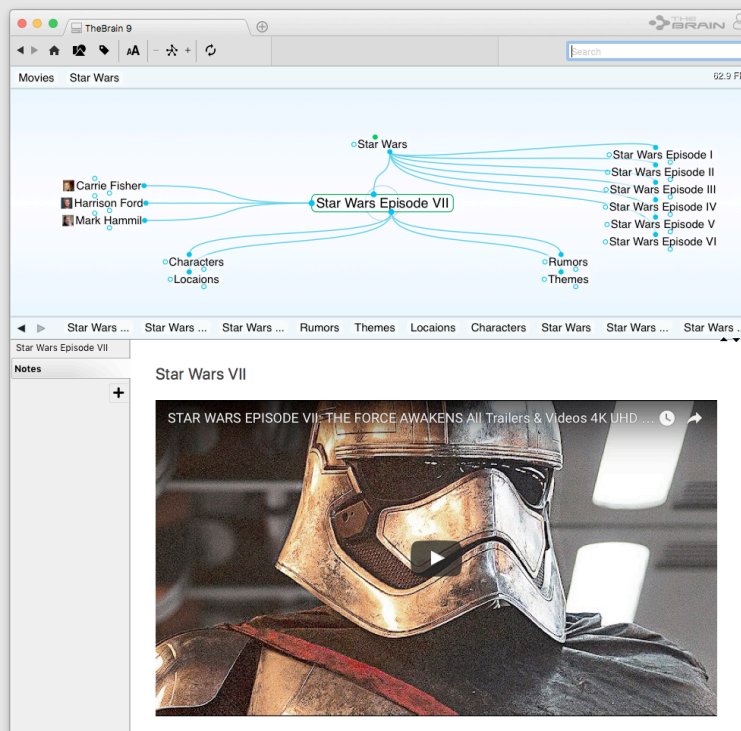 TheBrain 9
THE BRAIN
AA
Search
Movies Star Wars
62.9
Star Wars
Star Wars Episode I
Star Wars Episode II
Star Wars Episode III
Star Wars Episode IV
Star Wars Episode V
Star Wars Episode VI
Carrie Fisher
Harrison Ford
Mark Hammil
Star Wars Episode VII
Characters
Locaions
Rumors
Themes
Star Wars ... Star Wars ... Star Wars ... Rumors Themes Locaions Characters Star Wars Star Wars ... Star Wars ..
Star Wars Episode VII
Notes
Star Wars VII
STAR WARS EPISODE VII: THE FORCE AWAKENS All Trailers & Videos 4K UHD ...